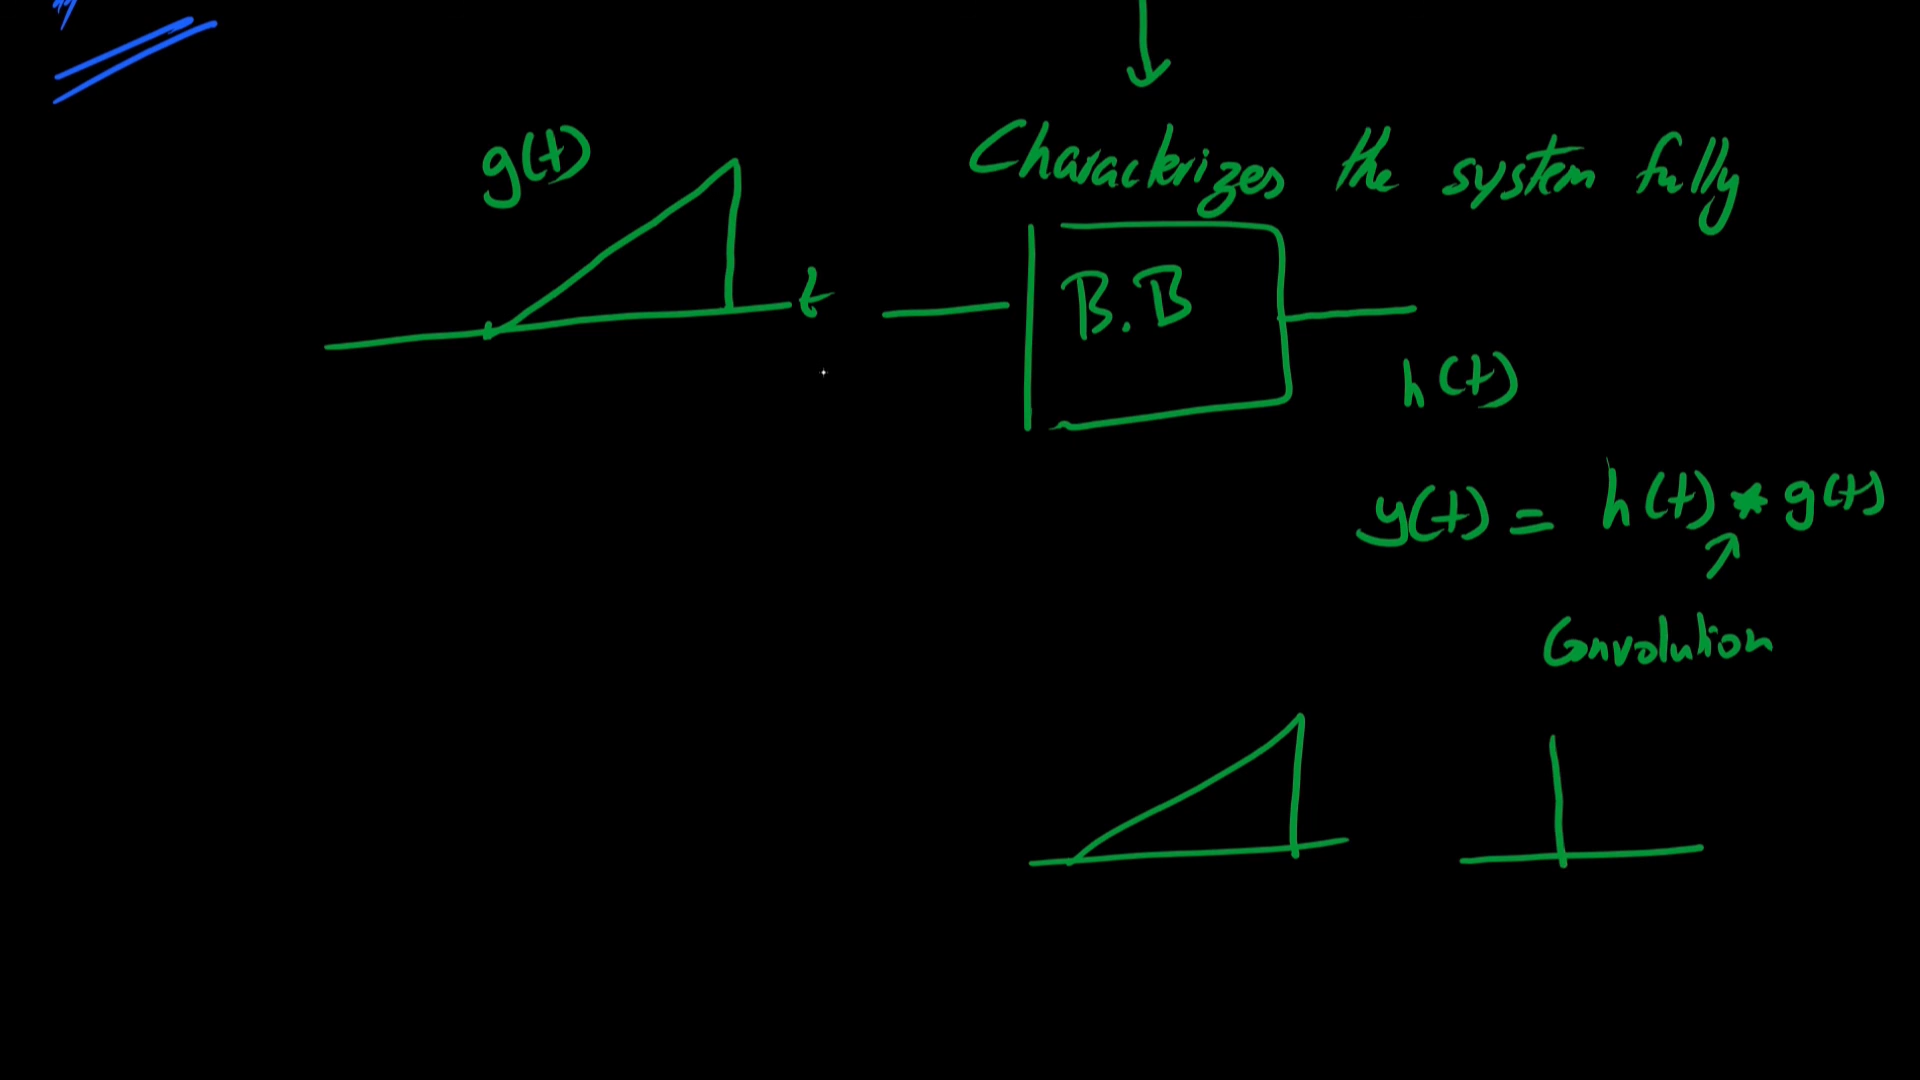 Characterizes the system fully
g(t)
t
B.B
h(t)
y(t) = h(t) * g(t)
Convolution